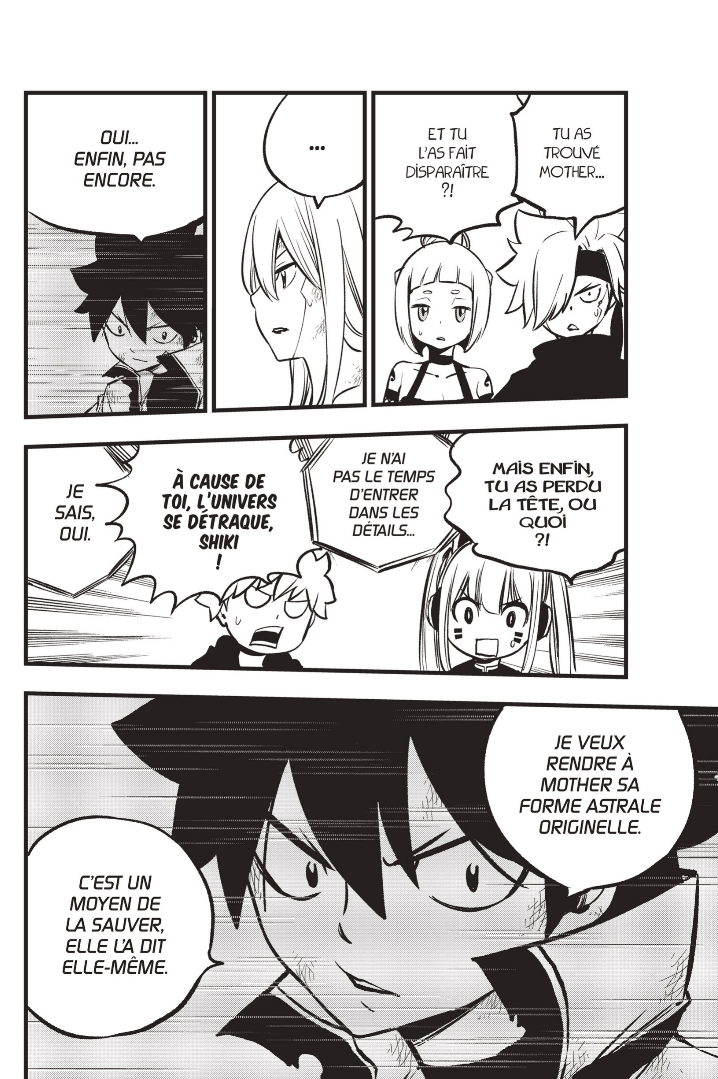 TU AS
TROUVÉ
MOTHER...
ET TU
L'AS FAIT
DISPARAÎTRE
?!
...
OUI...
ENFIN, PAS
ENCORE.
MAIS ENFIN,
TU AS PERDU
LA TÊTE, OU
QUOI
?!
JE N'AI
PAS LE TEMPS
D'ENTRER
DANS LES
DÉTAILS...
À CAUSE DE
TOI, L'UNIVERS
SE DÉTRAQUE,
SHIKI
!
JE
SAIS,
OUI.
JE VEUX
RENDRE À
MOTHER SA
FORME ASTRALE
ORIGINELLE.
C'EST UN
MOYEN DE
LA SAUVER,
ELLE L'A DIT
ELLE-MÊME.